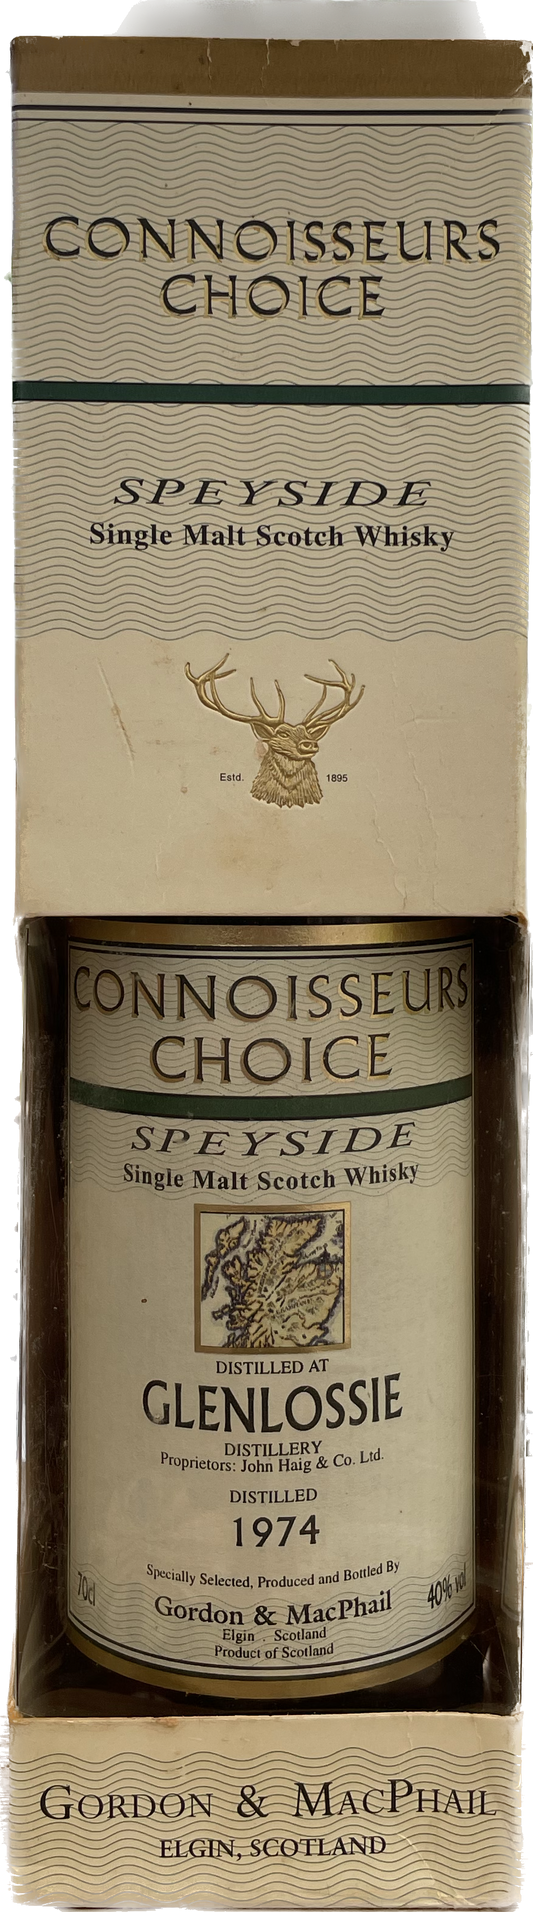 CONNOISSEURS
CHOICE
SPEYSIDE
Single Malt Scotch Whisky
Estd. 1895
CONNOISSEURS
CHOICE
SPEYSIDE
Single Malt Scotch Whisky
DISTILLED AT
GLENLOSSIE
DISTILLERY
Proprietors: John Haig & Co. Ltd.
DISTILLED
1974
Specially Selected, Produced and Bottled By
70cl Gordon & MacPhail 40% vol
Elgin . Scotland
Product of Scotland
GORDON & MACPHAIL
ELGIN, SCOTLAND